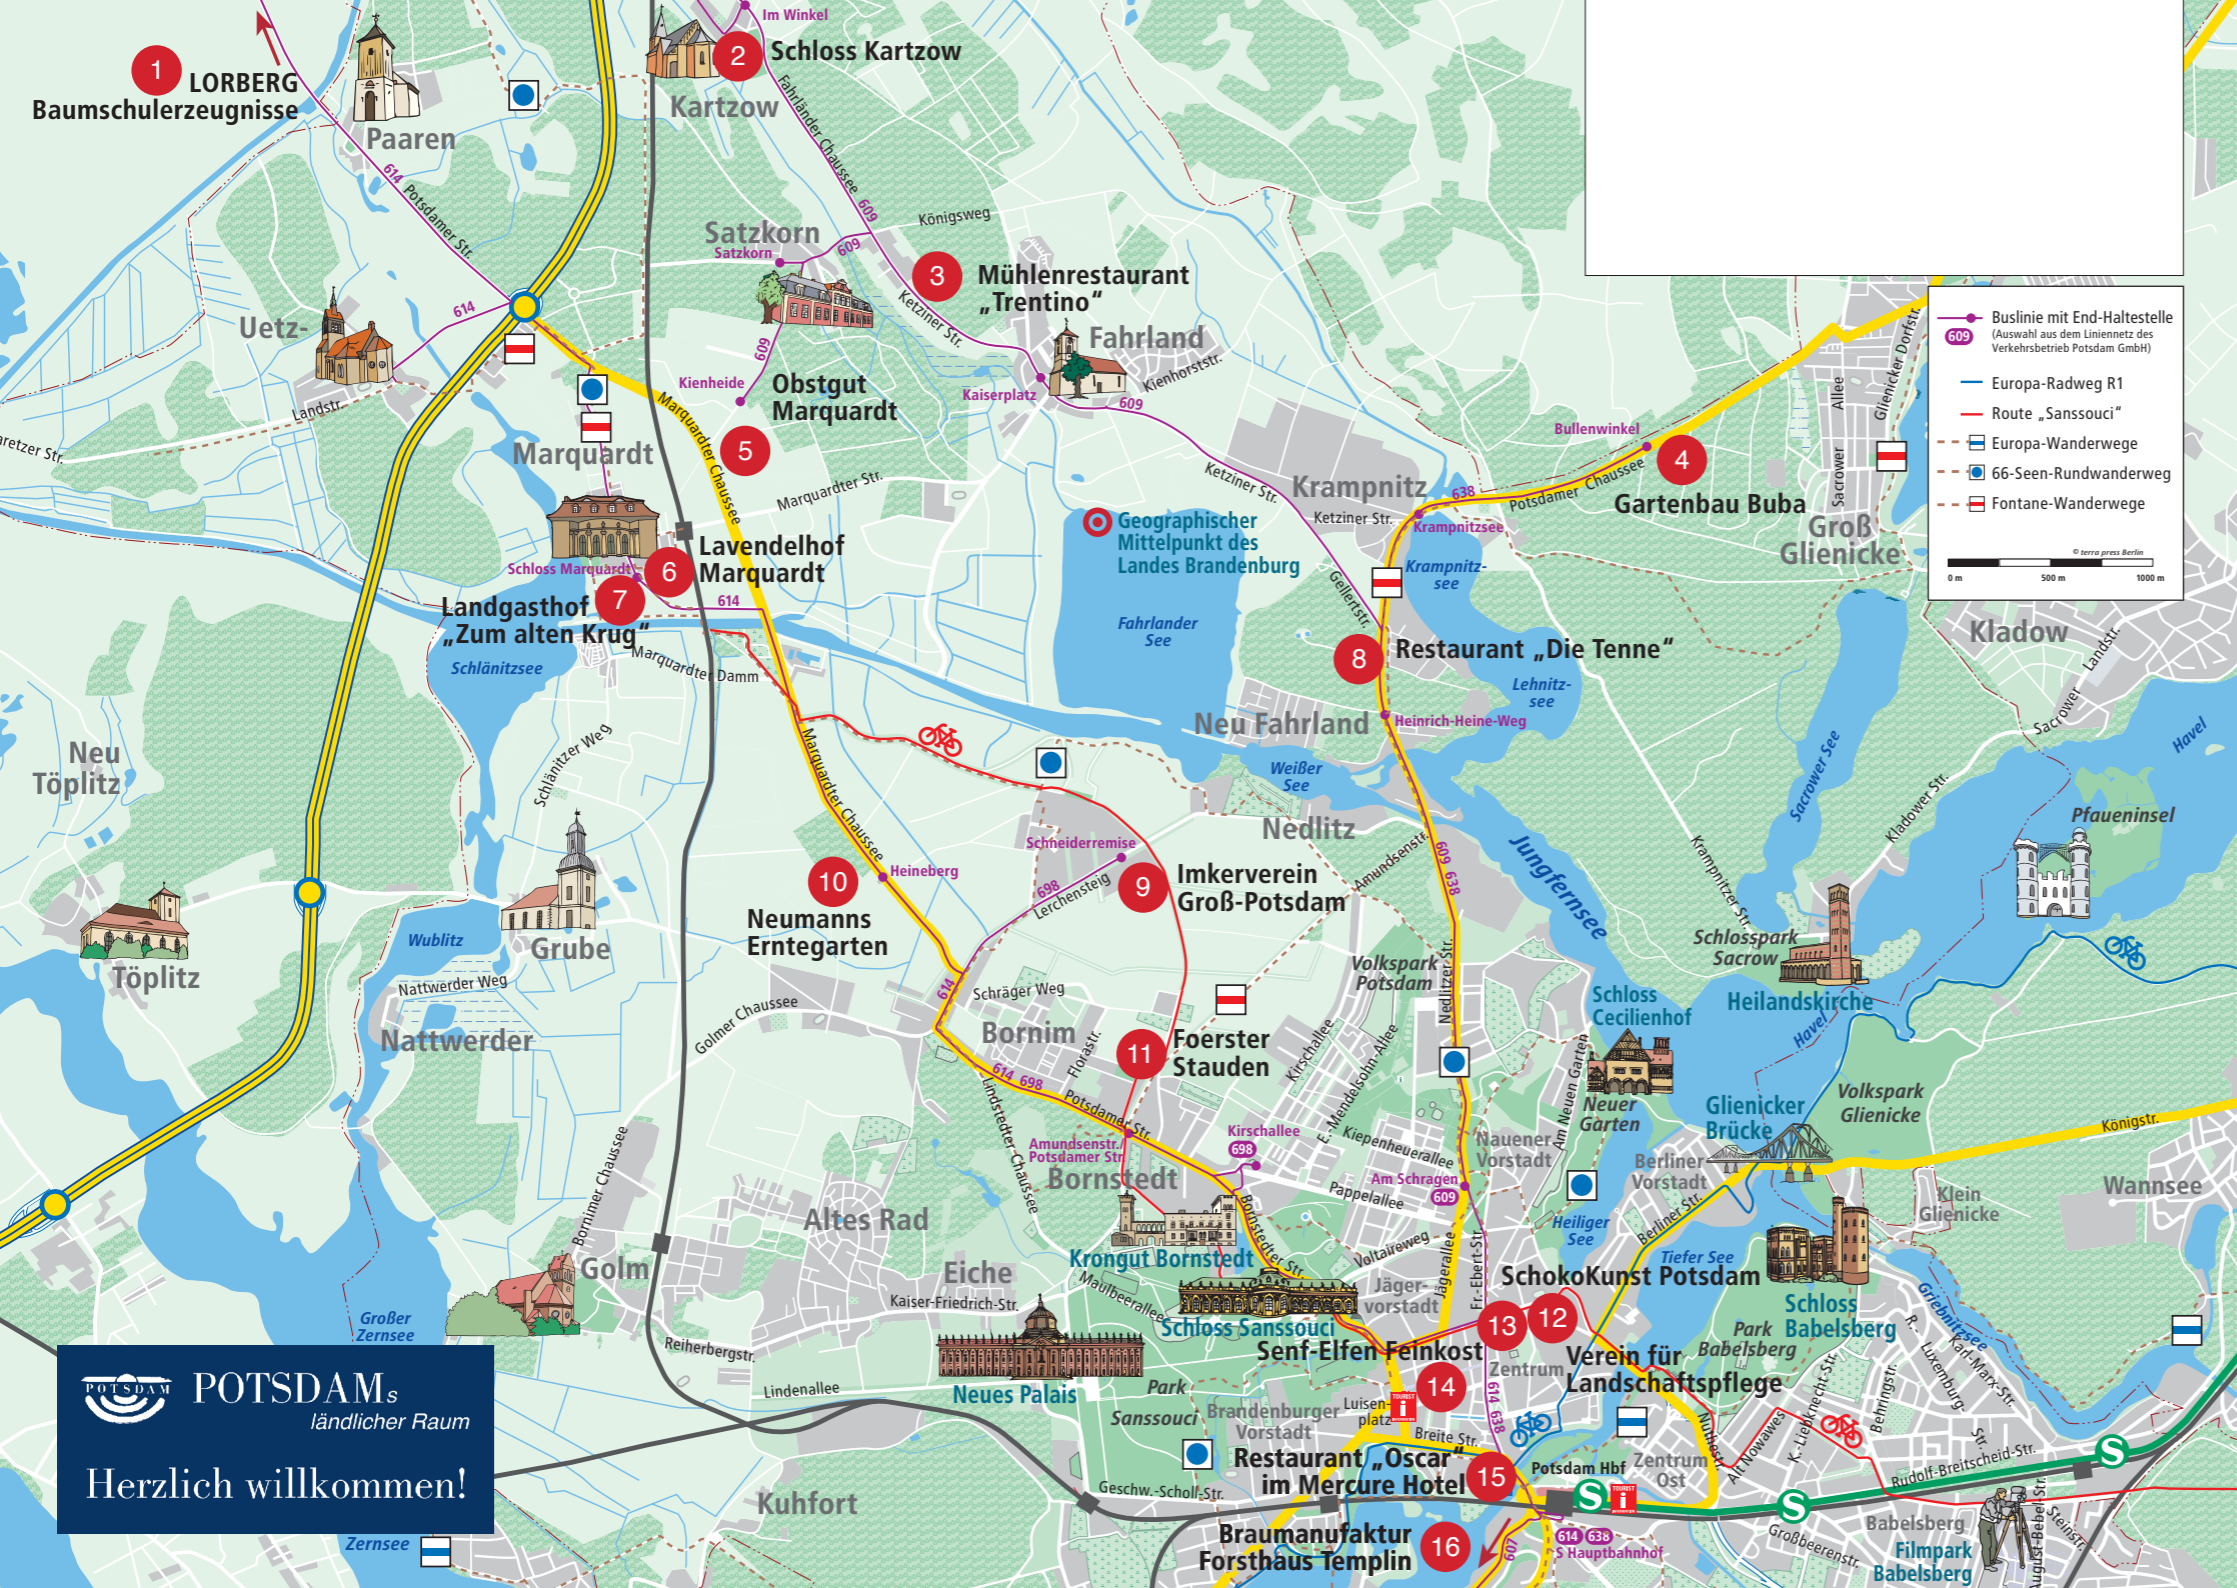 Im Winkel
2
Schloss Kartzow
1
LORBERG
Baumschulerzeugnisse
Kartzow
Paaren
Fahrländer Chaussee
614
Potsdamer Str.
609
Königsweg
Satzkorn
Satzkorn
609
3
Mühlenrestaurant
„Trentino“
Ketziner Str.
614
Uetz-
Fahrland
Kienhorststr.
609
Kienheide
Obstgut
Marquardt
Kaiserplatz
609
Landstr.
Marquardter Chaussee
5
Marquardt
Marquardter Str.
Buslinie mit End-Haltestelle
609
(Auswahl aus dem Liniennetz des
Verkehrsbetrieb Potsdam GmbH)
Europa-Radweg R1
Route „Sanssouci“
Europa-Wanderwege
66-Seen-Rundwanderweg
Fontane-Wanderwege
© terra press Berlin
0 m
500 m
1000 m
Glienicker Dorfstr.
Sacrower
Allee
Bullenwinkel
4
Gartenbau Buba
Groß
Glienicke
Krampnitz
Ketziner Str.
Ketziner Str.
638
Potsdamer Chaussee
Krampnitzsee
Geographischer
Mittelpunkt des
Landes Brandenburg
Krampnitz-
see
Gellertstr.
Lavendelhof
Marquardt
Schloss Marquardt
6
7
614
Landgasthof
„Zum alten Krug“
Schlänitzsee
Marquardter Damm
Fahrlander
See
8
Restaurant „Die Tenne“
Lehnitz-
see
Neu Fahrland
Heinrich-Heine-Weg
Kladow
Sacrower
Landstr.
Havel
Neu
Töplitz
Schlänitzer Weg
Marquardter Chaussee
Weißer
See
Nedlitz
Sacrower See
Kladower Str.
Pfaueninsel
Schneiderremise
Amundsenstr.
609
638
Jungfernsee
Krampnitzer Str.
10
Heineberg
698
Lerchensteig
9
Imkerverein
Groß-Potsdam
Neumanns
Erntegarten
Grube
Wublitz
Töplitz
Nattwerder Weg
Nattwerder
Golmer Chaussee
614
Schräger Weg
Bornim
Florastr.
Volkspark
Potsdam
Nedlitzer Str.
Schlosspark
Sacrow
Heilandskirche
Schloss
Cecilienhof
Havel
11
Foerster
Stauden
Kirschallee
E.-Mendelsohn-Allee
Am Neuen Garten
Neuer
Garten
Volkspark
Glienicke
Glienicker
Brücke
Königstr.
614
698
Potsdamer Str.
Lindstedter Chaussee
Amundsenstr.
Potsdamer Str.
Bornstedt
Kirschallee
698
Kiepenheuerallee
Nauener
Vorstadt
Am Schragen
609
Pappelallee
Berliner
Vorstadt
Berliner Str.
Heiliger
See
Klein
Glienicke
Wannsee
Bornimer Chaussee
Altes Rad
Golm
Eiche
Kaiser-Friedrich-Str.
Krongut Bornstedt
Bornstedter Str.
Maulbeerallee
Voltaireweg
Jäger-
vorstadt
Jägerallee
Fr.-Ebert-Str.
Tiefer See
SchokoKunst Potsdam
Schloss
Babelsberg
Park
Babelsberg
Griebnitzsee
Großer
Zernsee
Reiherbergstr.
Schloss Sanssouci
Senf-Elfen Feinkost
13
12
Zentrum
Verein für
Landschaftspflege
Neues Palais
Lindenallee
Park
Sanssouci
Brandenburger
Vorstadt
Luisen-
platz
TOURIST
i
14
614
638
Breite Str.
Nuthestr.
Alt Nowawes
K.-Liebknecht-Str.
Behringstr.
R.-
Luxemburg-
Str.
Karl-Marx-Str.
Rudolf-Breitscheid-Str.
POTSDAM
POTSDAMs
ländlicher Raum
Herzlich willkommen!
Kuhfort
Geschw.-Scholl-Str.
Restaurant „Oscar“
im Mercure Hotel
15
Potsdam Hbf
S
TOURIST
i
Zentrum
Ost
S
S
Zernsee
Braumanufaktur
Forsthaus Templin
16
607
614
638
S Hauptbahnhof
Großbeerenstr.
Babelsberg
Filmpark
Babelsberg
August-Bebel-Str.
Steinstr.